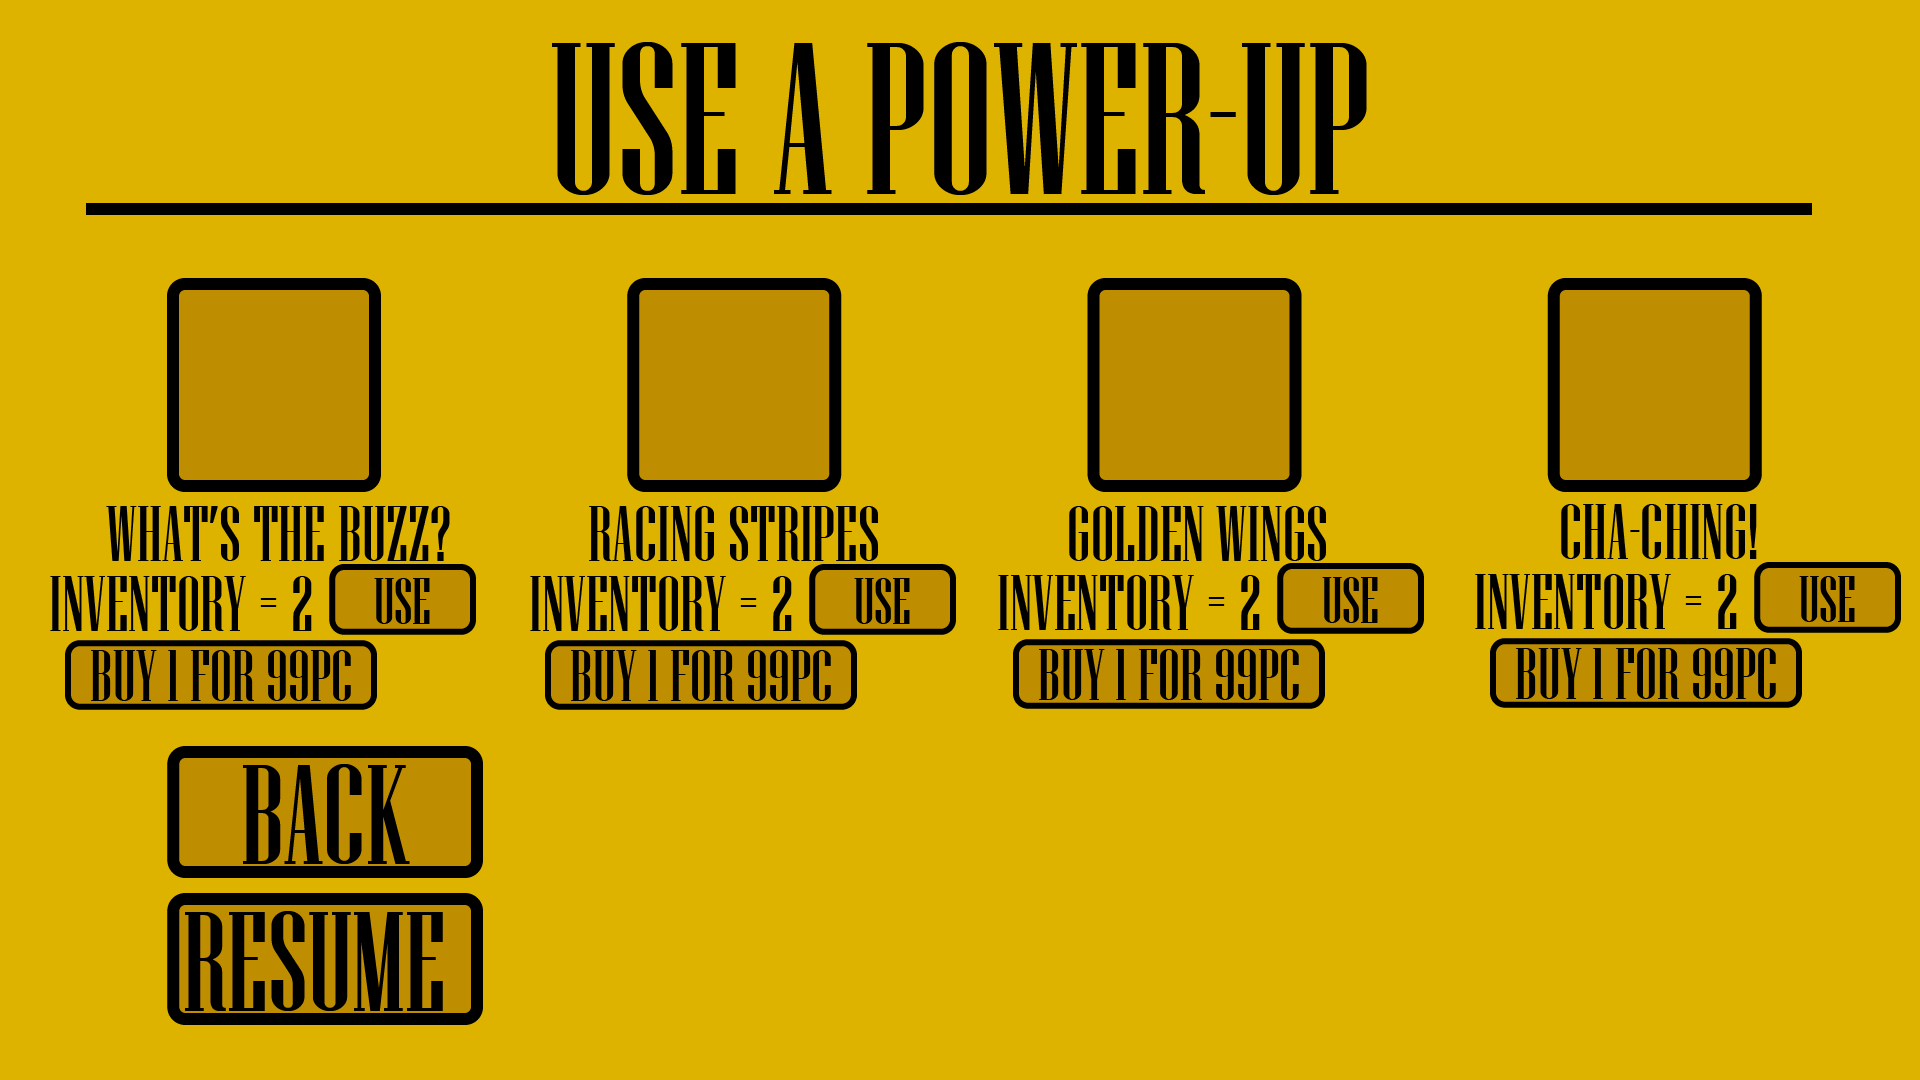 USE A POWER-UP
WHAT'S THE BUZZ?
INVENTORY = 2 USE
BUY 1 FOR 99PC
RACING STRIPES
INVENTORY = 2 USE
BUY 1 FOR 99PC
GOLDEN WINGS
INVENTORY = 2 USE
BUY 1 FOR 99PC
CHA-CHING!
INVENTORY = 2 USE
BUY 1 FOR 99PC
BACK
RESUME